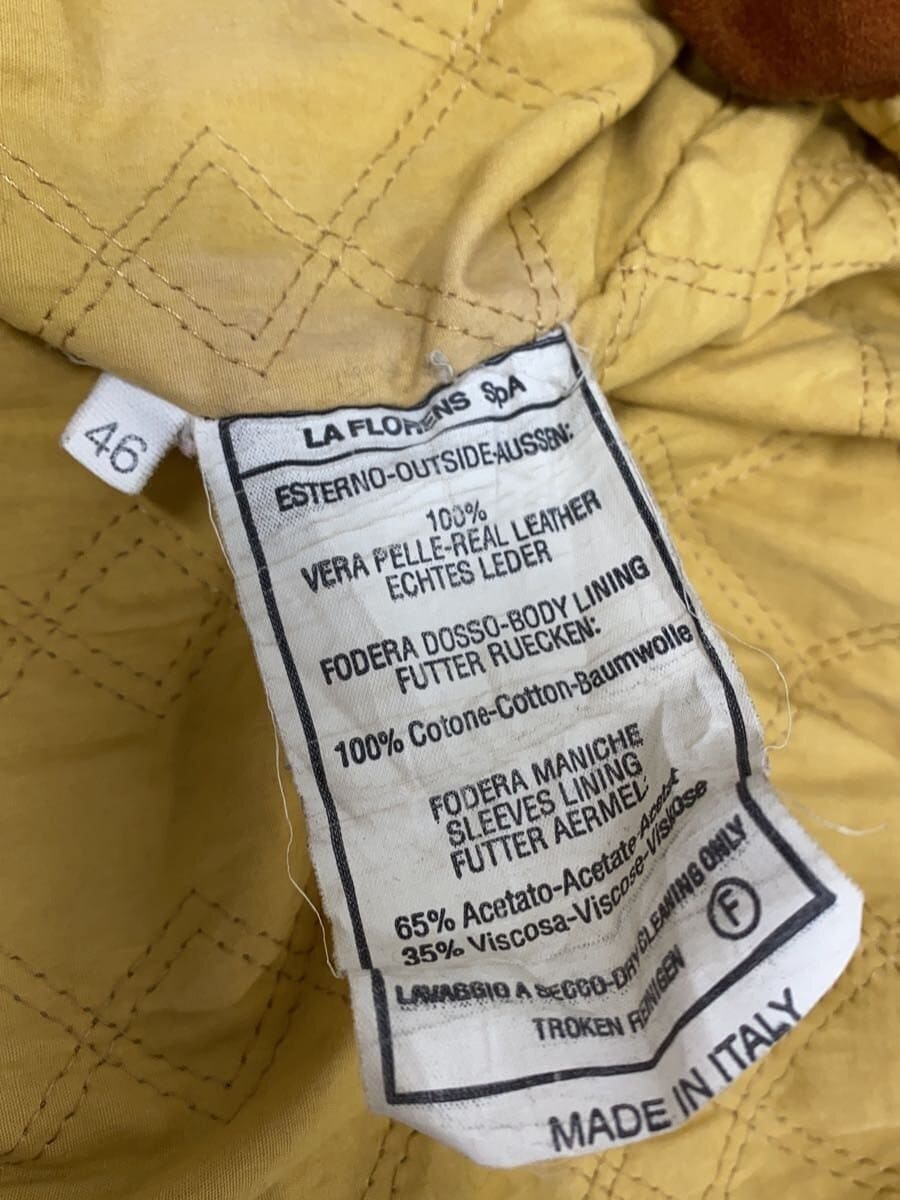 46
LA FLORENS SpA
ESTERNO-OUTSIDE-AUSSEN:
100%
VERA PELLE-REAL LEATHER
ECHTES LEDER
FODERA DOSSO-BODY LINING
FUTTER RUECKEN:
100% Cotone-Cotton-Baumwolle
FODERA MANICHE
SLEEVES LINING
FUTTER AERMEL:
65% Acetato-Acetate-Acetat
35% Viscosa-Viscose-Viskose
LAVAGGIO A SECCO-DRY CLEANING ONLY
TROKEN REINIGEN
F
MADE IN ITALY